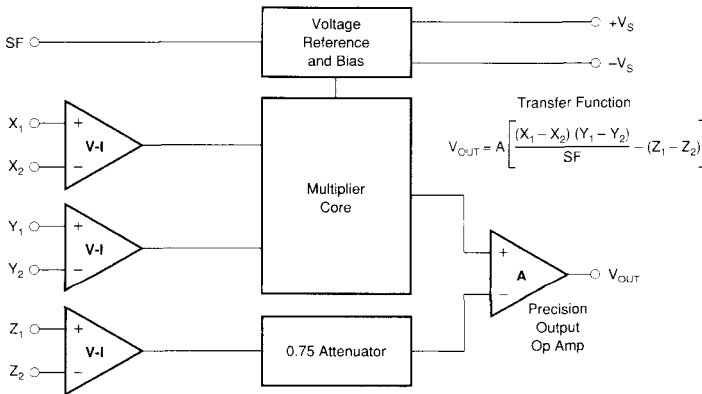 SF
Voltage
Reference
and Bias
+V_S
−V_S
Transfer Function
V_OUT = A [ (X_1 − X_2) (Y_1 − Y_2) / SF − (Z_1 − Z_2) ]
X_1
+
V-I
X_2
−
Multiplier
Core
Y_1
+
V-I
Y_2
−
+
A
−
V_OUT
Precision
Output
Op Amp
Z_1
+
V-I
Z_2
−
0.75 Attenuator